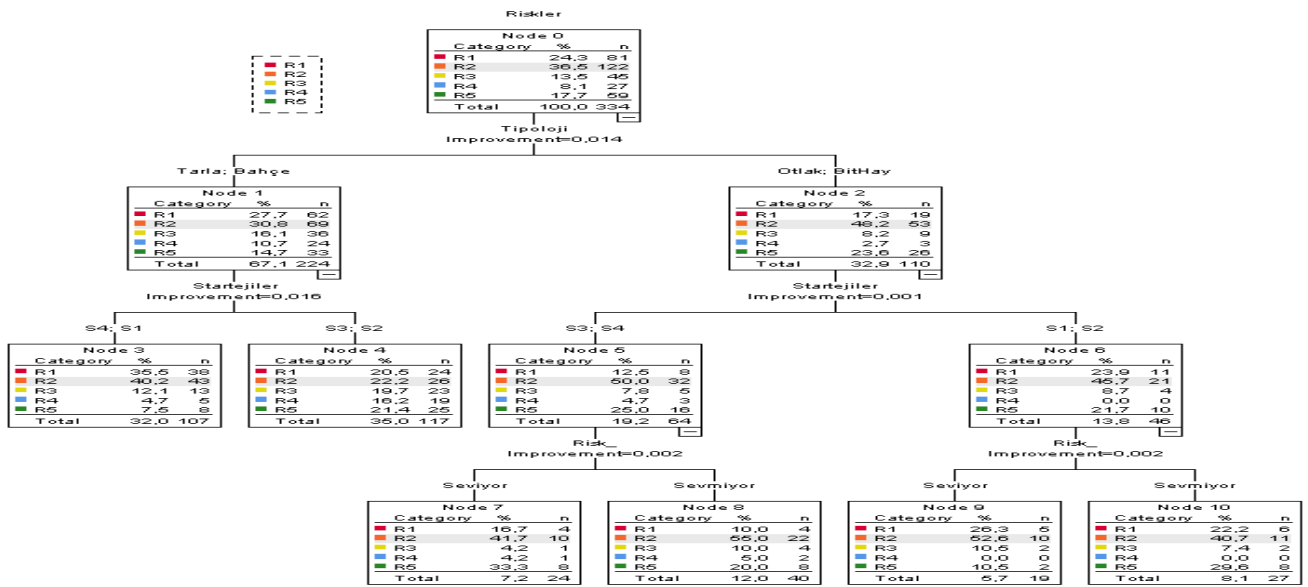 Riskler
R1
R2
R3
R4
R5
Node 0
Category % n
R1 24,3 81
R2 36,5 122
R3 13,5 45
R4 8,1 27
R5 17,7 59
Total 100,0 334
Tipoloji
Improvement=0,014
Tarla; Bahçe
Otlak; BitHay
Node 1
Category % n
R1 27,7 62
R2 30,8 69
R3 16,1 36
R4 10,7 24
R5 14,7 33
Total 67,1 224
Node 2
Category % n
R1 17,3 19
R2 48,2 53
R3 8,2 9
R4 2,7 3
R5 23,6 26
Total 32,9 110
Startejiler
Improvement=0,016
Startejiler
Improvement=0,001
S4; S1
S3; S2
S3; S4
S1; S2
Node 3
Category % n
R1 35,5 38
R2 40,2 43
R3 12,1 13
R4 4,7 5
R5 7,5 8
Total 32,0 107
Node 4
Category % n
R1 20,5 24
R2 22,2 26
R3 19,7 23
R4 16,2 19
R5 21,4 25
Total 35,0 117
Node 5
Category % n
R1 12,5 8
R2 50,0 32
R3 7,8 5
R4 4,7 3
R5 25,0 16
Total 19,2 64
Node 6
Category % n
R1 23,9 11
R2 45,7 21
R3 8,7 4
R4 0,0 0
R5 21,7 10
Total 13,8 46
Risk_
Improvement=0,002
Risk_
Improvement=0,002
Seviyor
Sevmiyor
Seviyor
Sevmiyor
Node 7
Category % n
R1 16,7 4
R2 41,7 10
R3 4,2 1
R4 4,2 1
R5 33,3 8
Total 7,2 24
Node 8
Category % n
R1 10,0 4
R2 55,0 22
R3 10,0 4
R4 5,0 2
R5 20,0 8
Total 12,0 40
Node 9
Category % n
R1 26,3 5
R2 52,6 10
R3 10,5 2
R4 0,0 0
R5 10,5 2
Total 5,7 19
Node 10
Category % n
R1 22,2 6
R2 40,7 11
R3 7,4 2
R4 0,0 0
R5 29,6 8
Total 8,1 27